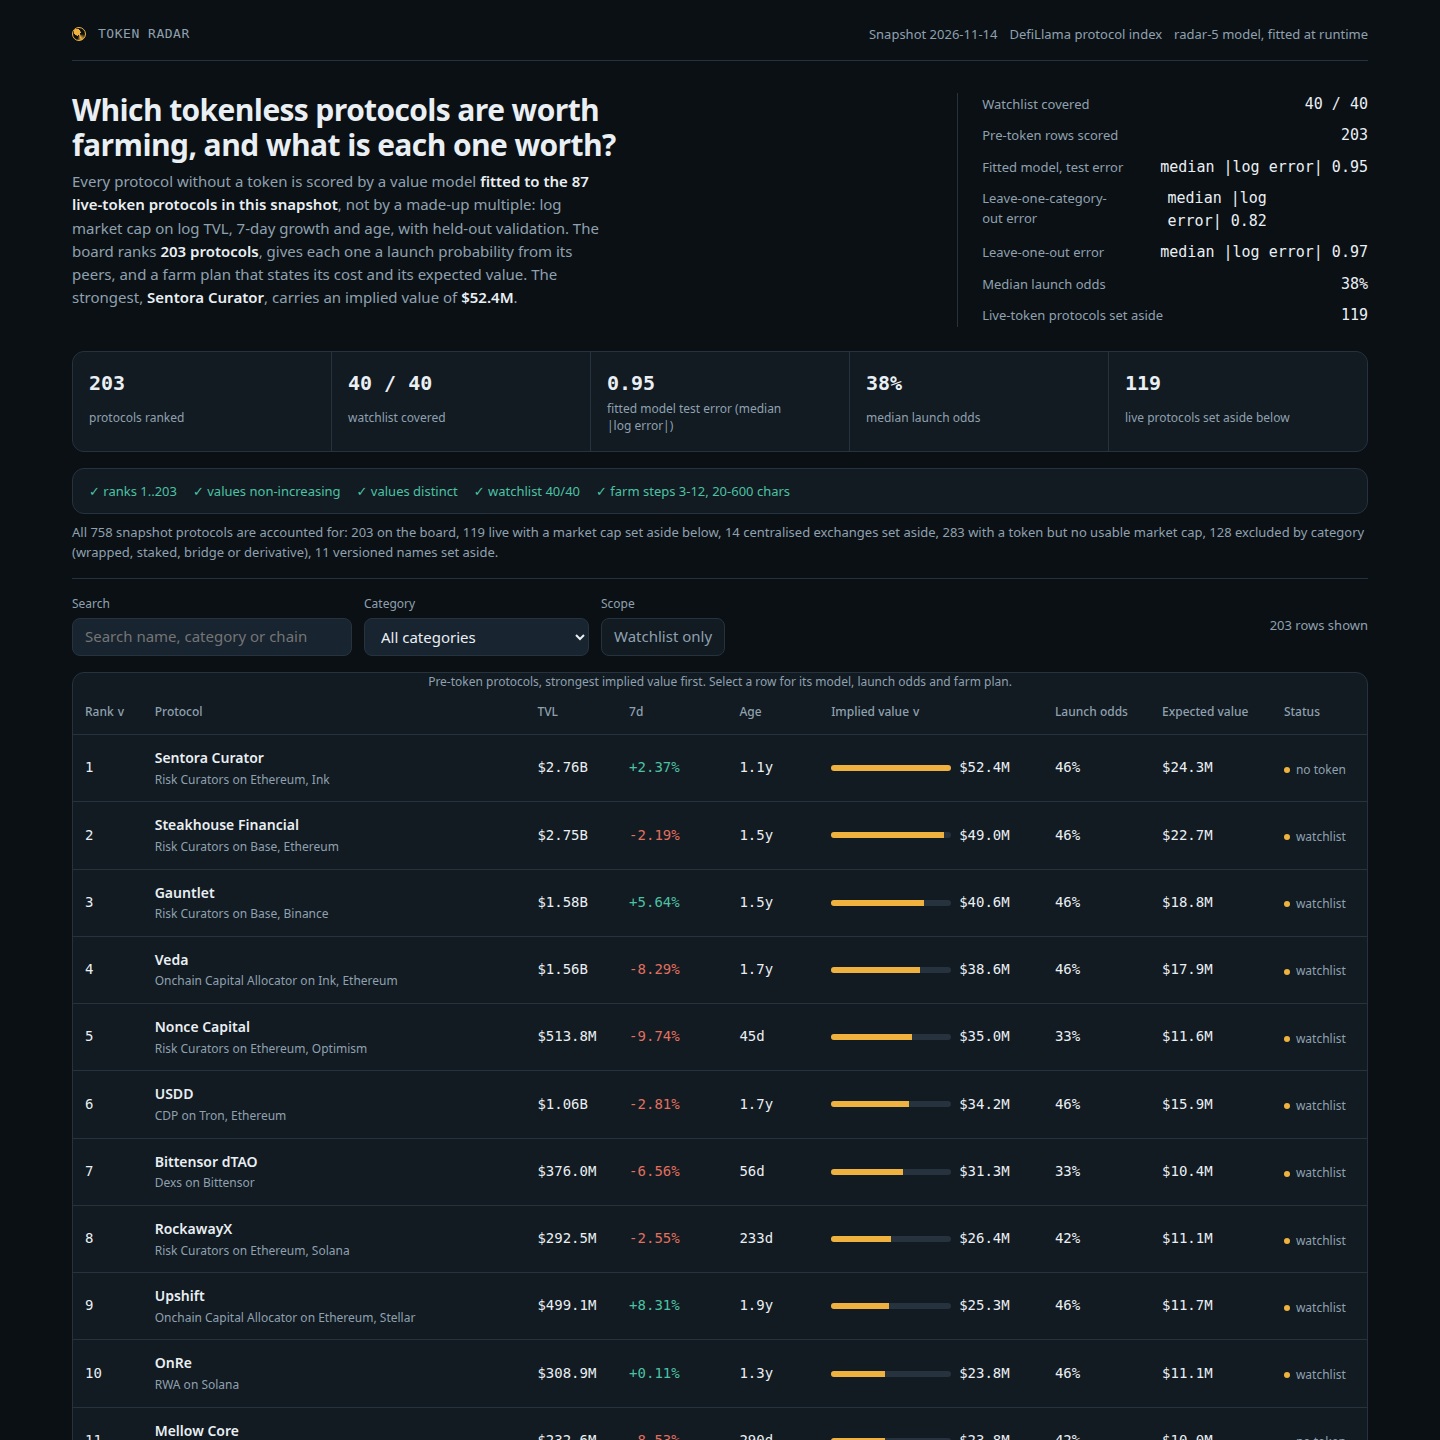 TOKEN RADAR
Snapshot 2026-11-14 DefiLlama protocol index radar-5 model, fitted at runtime
Which tokenless protocols are worth
farming, and what is each one worth?
Every protocol without a token is scored by a value model fitted to the 87
live-token protocols in this snapshot, not by a made-up multiple: log
market cap on log TVL, 7-day growth and age, with held-out validation. The
board ranks 203 protocols, gives each one a launch probability from its
peers, and a farm plan that states its cost and its expected value. The
strongest, Sentora Curator, carries an implied value of $52.4M.
Watchlist covered 40 / 40
Pre-token rows scored 203
Fitted model, test error median |log error| 0.95
Leave-one-category-
out error
median |log
error| 0.82
Leave-one-out error median |log error| 0.97
Median launch odds 38%
Live-token protocols set aside 119
203
protocols ranked
40 / 40
watchlist covered
0.95
fitted model test error (median
|log error|)
38%
median launch odds
119
live protocols set aside below
✓ ranks 1..203 ✓ values non-increasing ✓ values distinct ✓ watchlist 40/40 ✓ farm steps 3-12, 20-600 chars
All 758 snapshot protocols are accounted for: 203 on the board, 119 live with a market cap set aside below, 14 centralised exchanges set aside, 283 with a token but no usable market cap, 128 excluded by category
(wrapped, staked, bridge or derivative), 11 versioned names set aside.
Search
Search name, category or chain
Category
All categories
Scope
Watchlist only
203 rows shown
Pre-token protocols, strongest implied value first. Select a row for its model, launch odds and farm plan.
Rank v Protocol TVL 7d Age Implied value v Launch odds Expected value Status
1 Sentora Curator $2.76B +2.37% 1.1y $52.4M 46% $24.3M no token
Risk Curators on Ethereum, Ink
2 Steakhouse Financial $2.75B -2.19% 1.5y $49.0M 46% $22.7M watchlist
Risk Curators on Base, Ethereum
3 Gauntlet $1.58B +5.64% 1.5y $40.6M 46% $18.8M watchlist
Risk Curators on Base, Binance
4 Veda $1.56B -8.29% 1.7y $38.6M 46% $17.9M watchlist
Onchain Capital Allocator on Ink, Ethereum
5 Nonce Capital $513.8M -9.74% 45d $35.0M 33% $11.6M watchlist
Risk Curators on Ethereum, Optimism
6 USDD $1.06B -2.81% 1.7y $34.2M 46% $15.9M watchlist
CDP on Tron, Ethereum
7 Bittensor dTAO $376.0M -6.56% 56d $31.3M 33% $10.4M watchlist
Dexs on Bittensor
8 RockawayX $292.5M -2.55% 233d $26.4M 42% $11.1M watchlist
Risk Curators on Ethereum, Solana
9 Upshift $499.1M +8.31% 1.9y $25.3M 46% $11.7M watchlist
Onchain Capital Allocator on Ethereum, Stellar
10 OnRe $308.9M +0.11% 1.3y $23.8M 46% $11.1M watchlist
RWA on Solana
11 Mellow Core